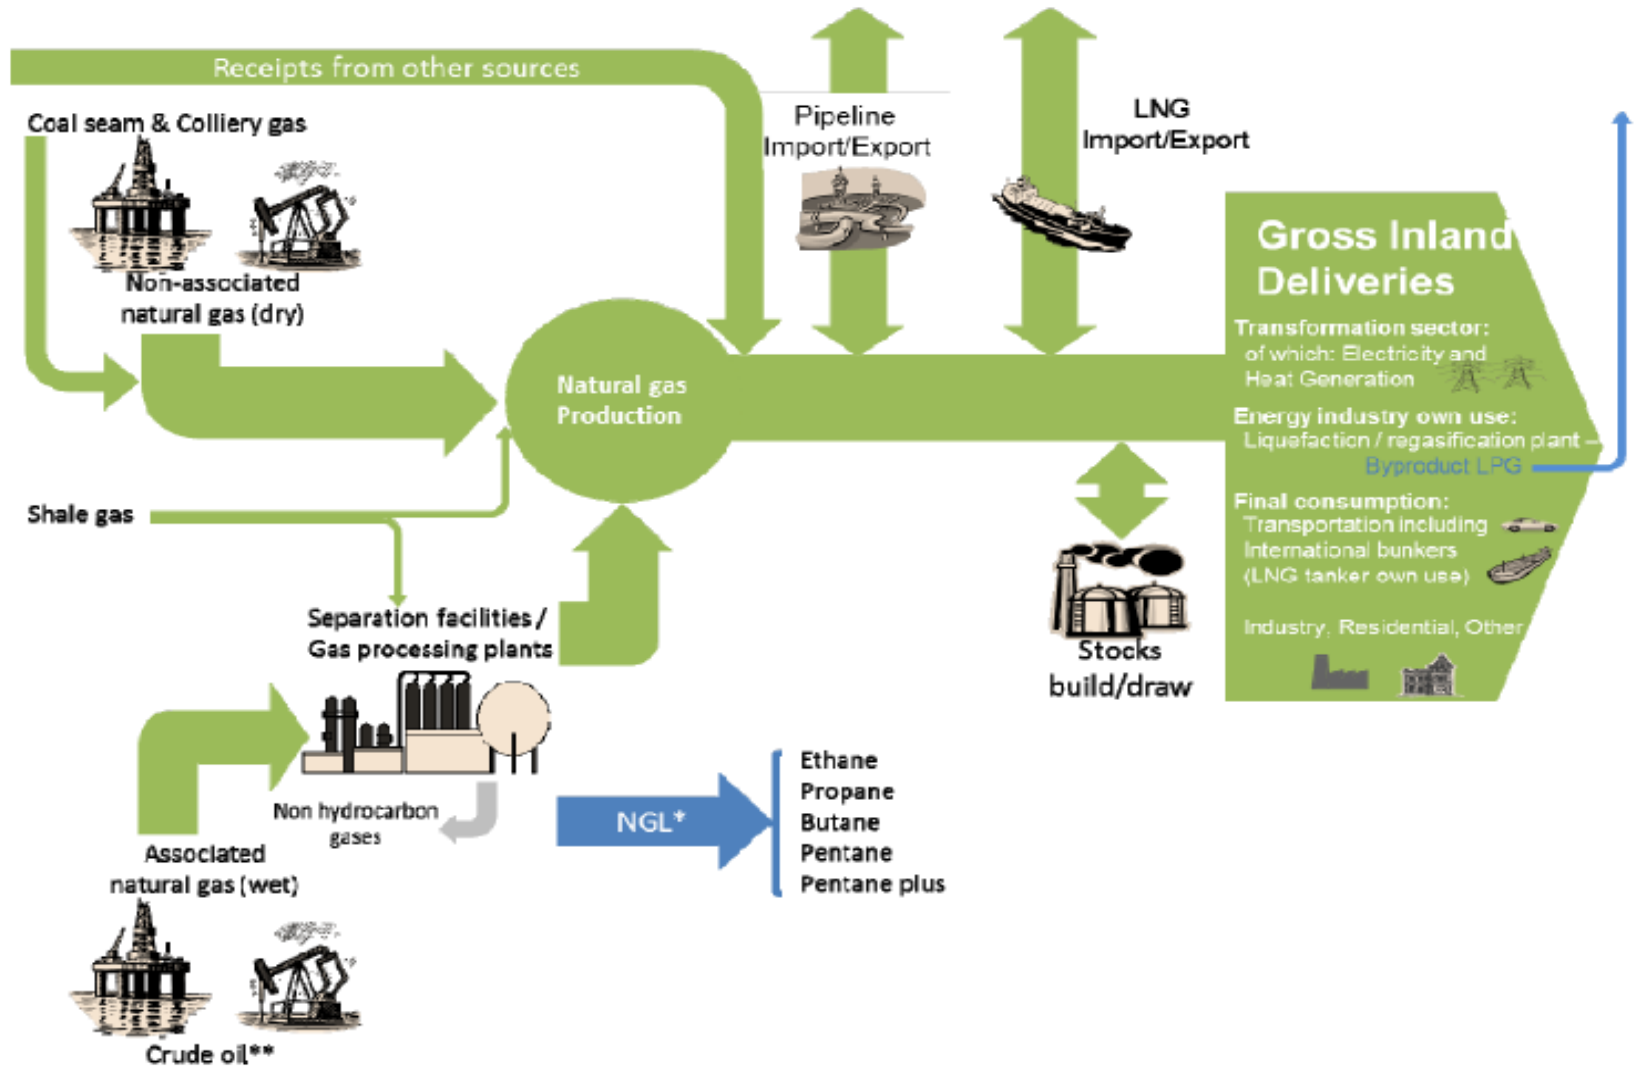 Receipts from other sources
Coal seam & Colliery gas
Non-associated
natural gas (dry)
Pipeline
Import/Export
LNG
Import/Export
Natural gas
Production
Shale gas
Separation facilities /
Gas processing plants
Non hydrocarbon
gases
Associated
natural gas (wet)
Crude oil**
NGL*
Ethane
Propane
Butane
Pentane
Pentane plus
Stocks
build/draw
Gross Inland
Deliveries
Transformation sector:
of which: Electricity and
Heat Generation
Energy industry own use:
Liquefaction / regasification plant –
Byproduct LPG
Final consumption:
Transportation including
International bunkers
(LNG tanker own use)
Industry, Residential, Other